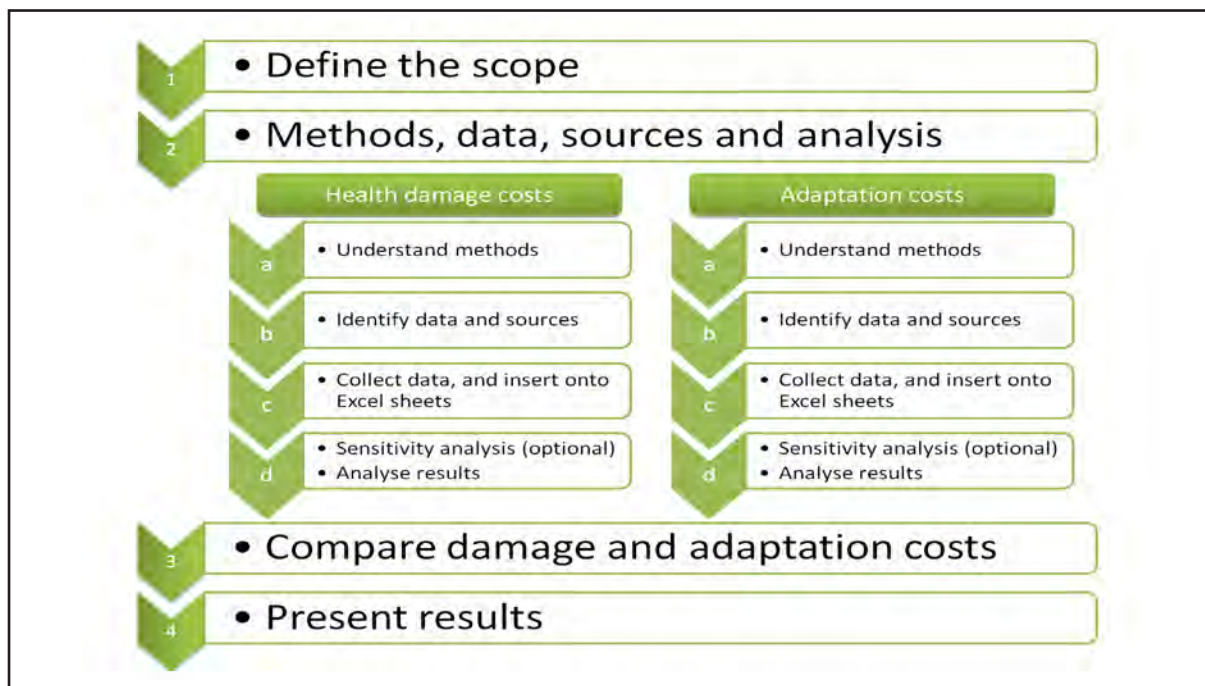 1
• Define the scope
2
• Methods, data, sources and analysis
Health damage costs
a
• Understand methods
b
• Identify data and sources
c
• Collect data, and insert onto
Excel sheets
d
• Sensitivity analysis (optional)
• Analyse results
Adaptation costs
a
• Understand methods
b
• Identify data and sources
c
• Collect data, and insert onto
Excel sheets
d
• Sensitivity analysis (optional)
• Analyse results
3
• Compare damage and adaptation costs
4
• Present results